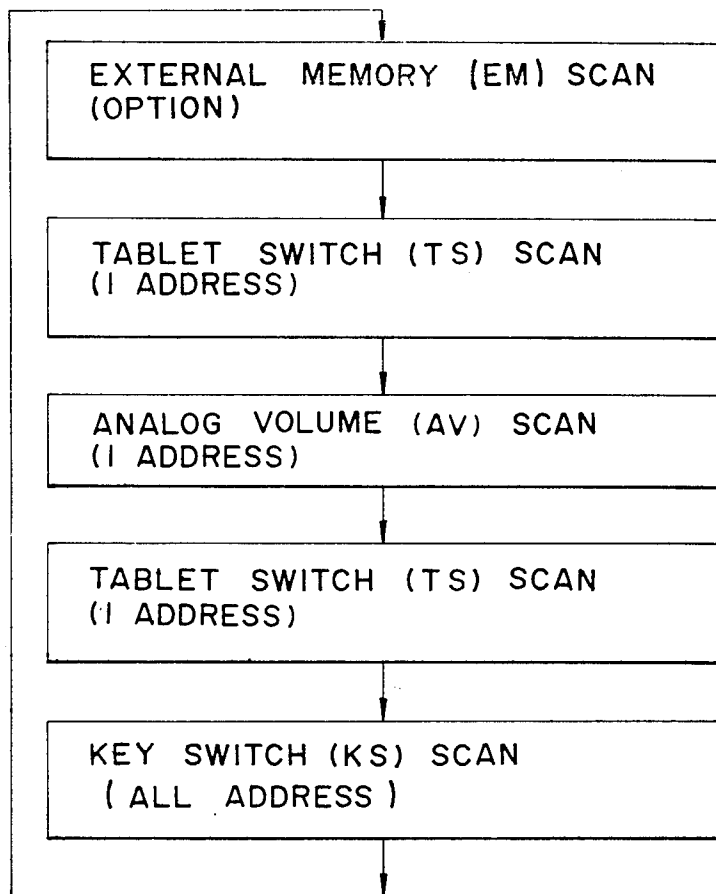 EXTERNAL MEMORY (EM) SCAN
(OPTION)
TABLET SWITCH (TS) SCAN
(1 ADDRESS)
ANALOG VOLUME (AV) SCAN
(1 ADDRESS)
TABLET SWITCH (TS) SCAN
(1 ADDRESS)
KEY SWITCH (KS) SCAN
(ALL ADDRESS)